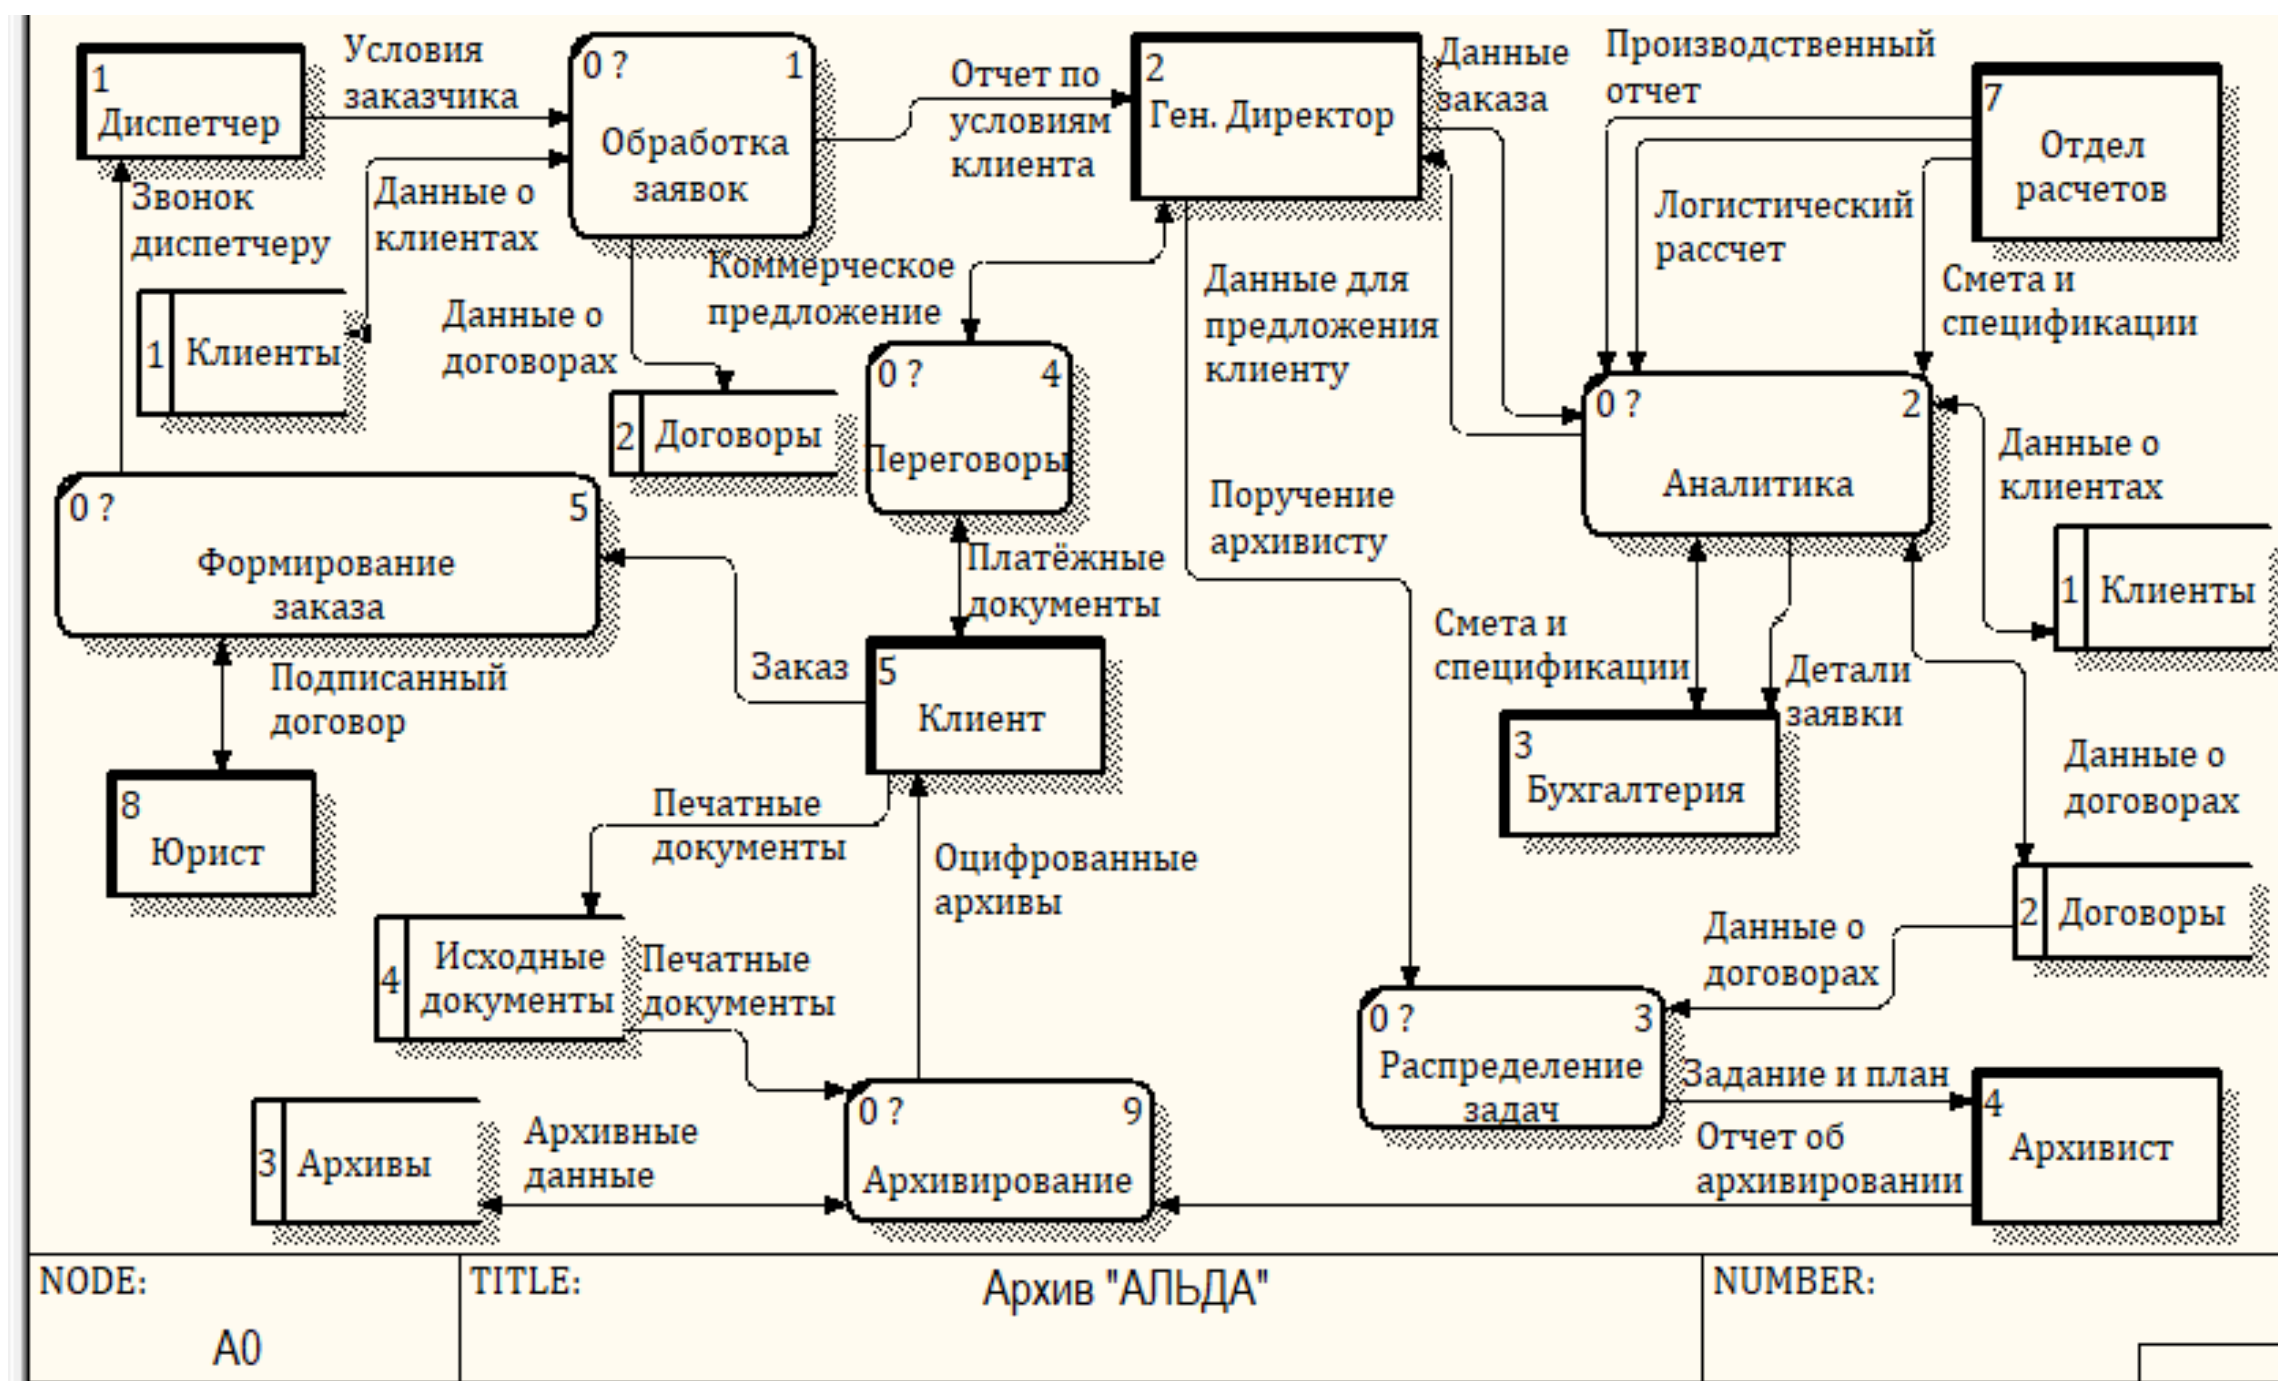 1
Диспетчер
Условия
заказчика
0 ?
1
Обработка
заявок
Отчет по
условиям
клиента
2
Ген. Директор
Данные
заказа
Производственный
отчет
7
Отдел
расчетов
Звонок
диспетчеру
Данные о
клиентах
Логистический
рассчет
Смета и
спецификации
1
Клиенты
Данные о
договорах
Коммерческое
предложение
Данные для
предложения
клиенту
2
Договоры
0 ?
4
Переговоры
0 ?
2
Аналитика
Данные о
клиентах
0 ?
5
Формирование
заказа
Поручение
архивисту
Платёжные
документы
1
Клиенты
Смета и
спецификации
Детали
заявки
Подписанный
договор
Заказ
5
Клиент
3
Бухгалтерия
Данные о
договорах
8
Юрист
Печатные
документы
Оцифрованные
архивы
2
Договоры
4
Исходные
документы
Печатные
документы
Данные о
договорах
0 ?
3
Распределение
задач
Задание и план
4
Архивист
3
Архивы
Архивные
данные
0 ?
9
Архивирование
Отчет об
архивировании
NODE:
A0
TITLE:
Архив "АЛЬДА"
NUMBER: